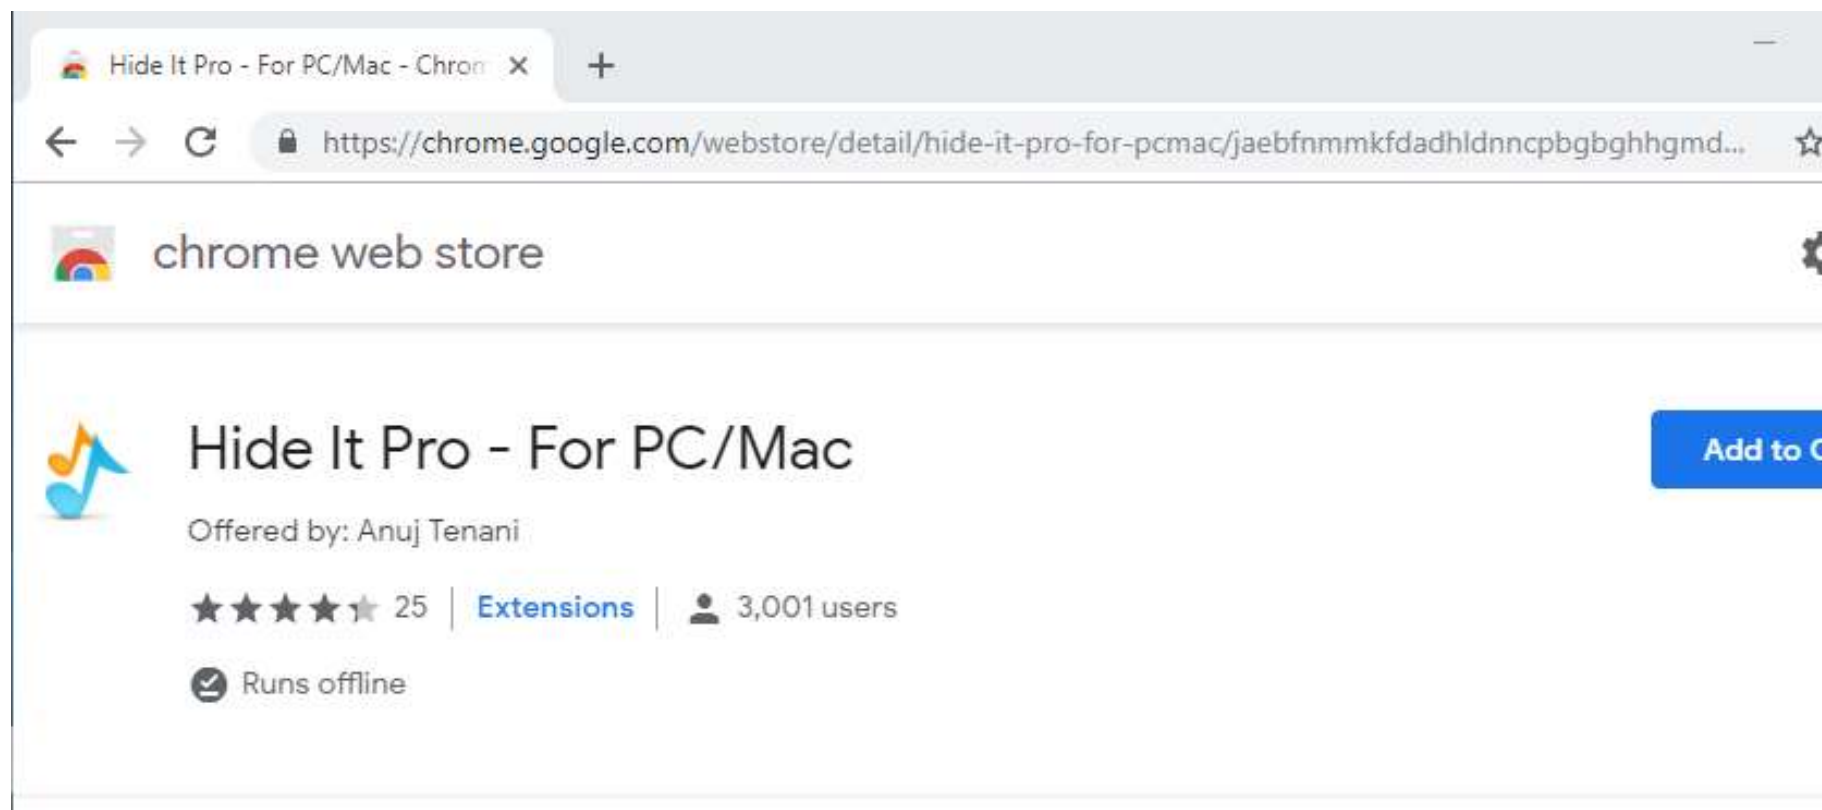 Hide It Pro - For PC/Mac - Chrom
https://chrome.google.com/webstore/detail/hide-it-pro-for-pcmac/jaebfnmmkfdadhldnncpbgbghhgmd...
chrome web store
Hide It Pro - For PC/Mac
Add to C
Offered by: Anuj Tenani
25 | Extensions | 3,001 users
Runs offline